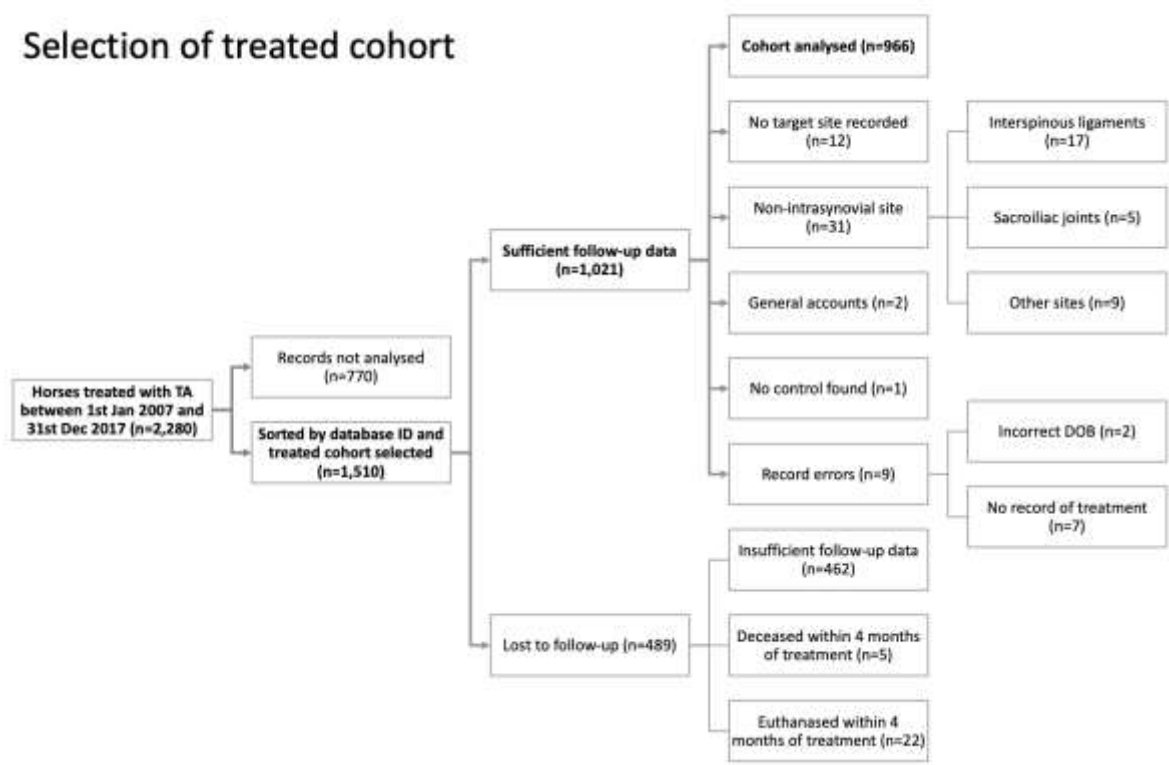 Selection of treated cohort
Horses treated with TA
between 1st Jan 2007 and
31st Dec 2017 (n=2,280)
Records not analysed
(n=770)
Sorted by database ID and
treated cohort selected
(n=1,510)
Sufficient follow-up data
(n=1,021)
Lost to follow-up (n=489)
Cohort analysed (n=966)
No target site recorded
(n=12)
Non-intrasynovial site
(n=31)
General accounts (n=2)
No control found (n=1)
Record errors (n=9)
Insufficient follow-up data
(n=462)
Deceased within 4 months
of treatment (n=5)
Euthanased within 4
months of treatment (n=22)
Interspinous ligaments
(n=17)
Sacroiliac joints (n=5)
Other sites (n=9)
Incorrect DOB (n=2)
No record of treatment
(n=7)